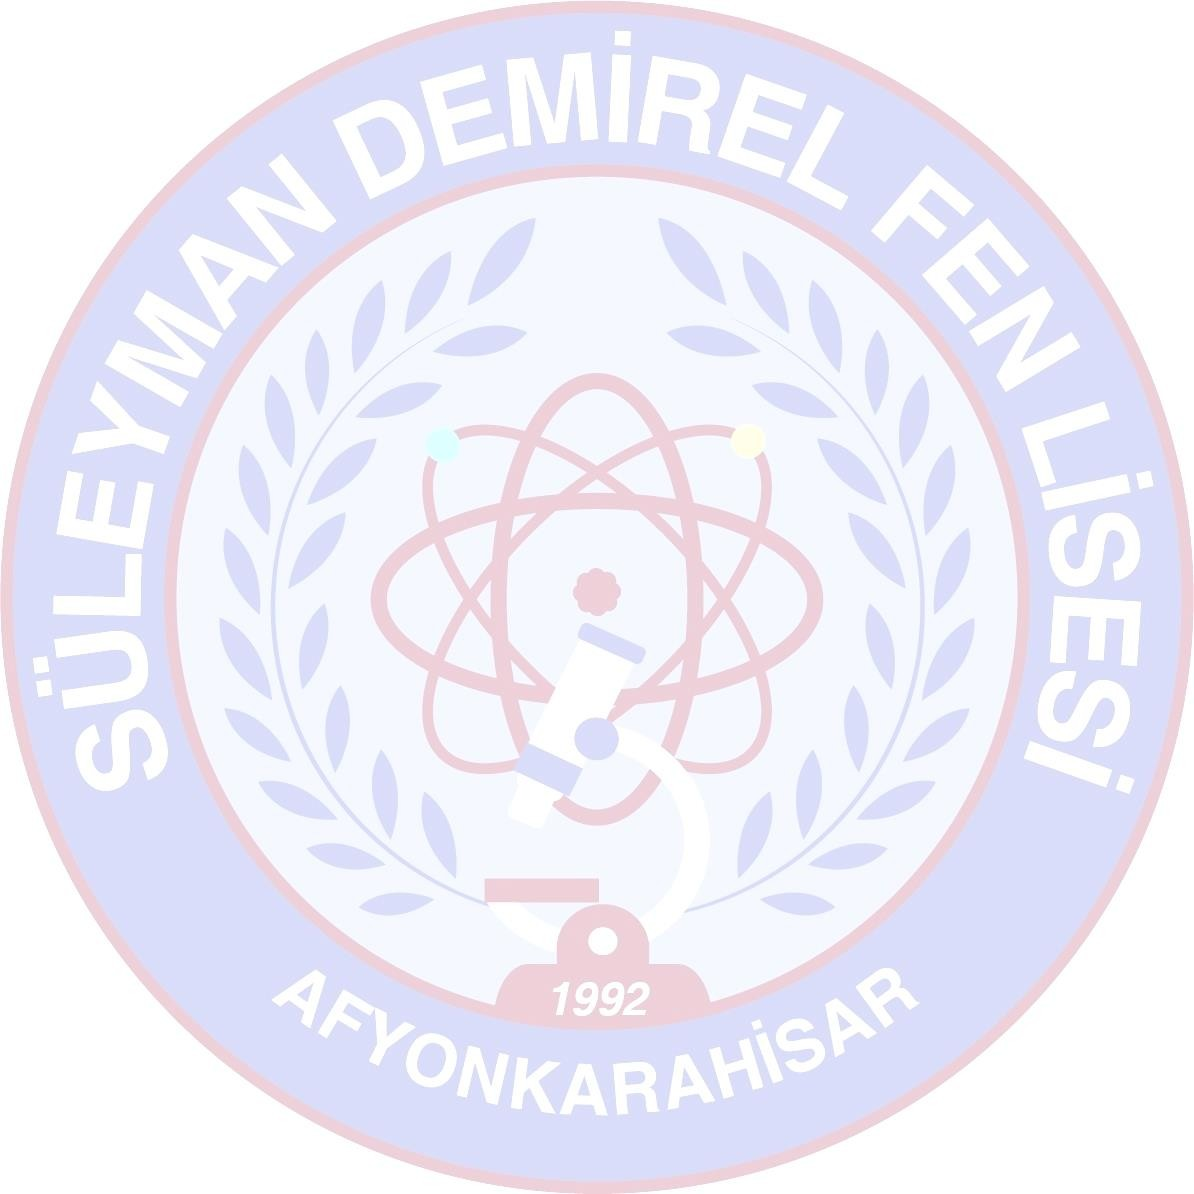 SÜLEYMAN DEMİREL FEN LİSESİ
1992
AFYONKARAHİSAR